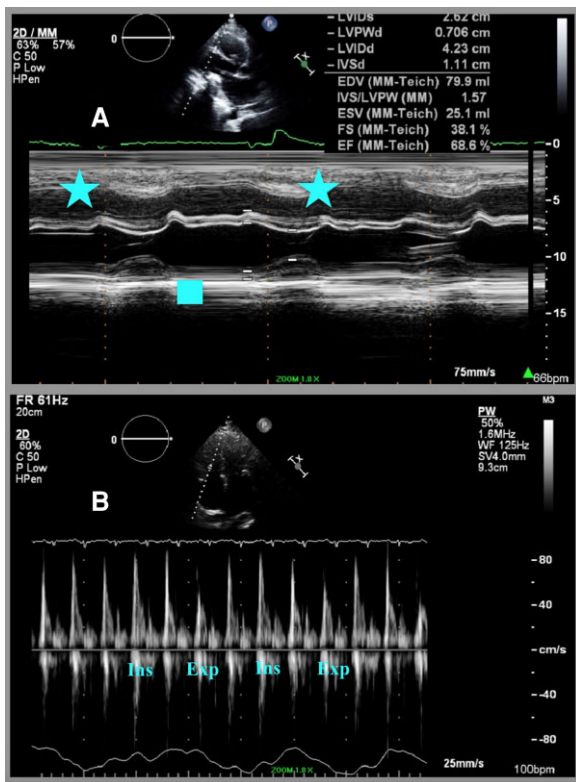 2D / MM
63% 57%
C 50
P Low
HPen
0
P
A
LVIDs 2.62 cm
LVPWd 0.706 cm
LVIDd 4.23 cm
IVSd 1.11 cm
EDV (MM-Teich) 79.9 ml
IVS/LVPW (MM) 1.57
ESV (MM-Teich) 25.1 ml
FS (MM-Teich) 38.1 %
EF (MM-Teich) 68.6 %
0
5
10
15
ZOOM 1.8 X
75mm/s
66bpm
FR 61Hz
20cm
2D
60%
C 50
P Low
HPen
0
P
B
M3
PW
50%
1.6MHz
WF 125Hz
SV4.0mm
9.3cm
80
40
cm/s
Ins Exp Ins Exp
-40
-80
ZOOM 1.8 X
25mm/s
100bpm